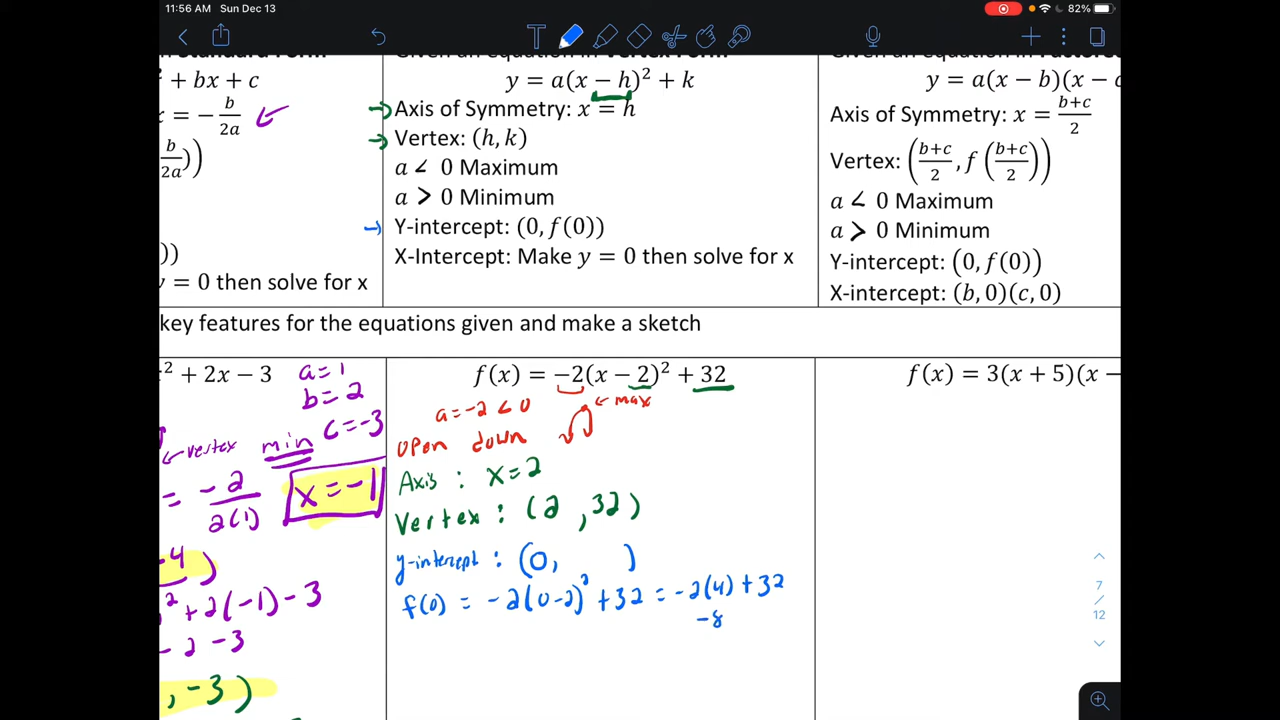 11:56 AM Sun Dec 13
82%
² + bx + c
= - b/2a
b/2a))
))
= 0 then solve for x
y = a(x − h)² + k
Axis of Symmetry: x = h
Vertex: (h, k)
a < 0 Maximum
a > 0 Minimum
Y-intercept: (0, f(0))
X-Intercept: Make y = 0 then solve for x
y = a(x − b)(x −
Axis of Symmetry: x = b+c/2
Vertex: (b+c/2, f(b+c/2))
a < 0 Maximum
a > 0 Minimum
Y-intercept: (0, f(0))
X-intercept: (b, 0)(c, 0)
key features for the equations given and make a sketch
² + 2x − 3
a = 1
b = 2
c = -3
vertex min
= -2/2(1) x = -1
-4)
² + 2(-1) - 3
- 2 - 3
, -3)
f(x) = −2(x − 2)² + 32
a = -2 < 0 max
open down
Axis : x = 2
Vertex : (2 , 32)
y-intercept : (0, )
f(0) = -2(0-2)² + 32 = -2(4) + 32
-8
f(x) = 3(x + 5)(x −
7
/
12